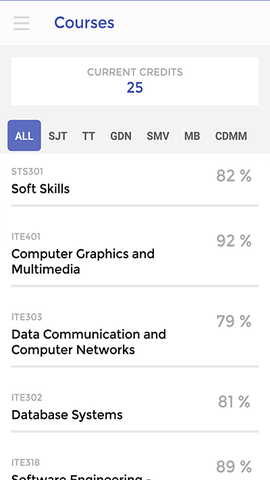 Courses
CURRENT CREDITS
25
ALL SJT TT GDN SMV MB CDMM
STS301
82 %
Soft Skills
ITE401
92 %
Computer Graphics and
Multimedia
ITE303
79 %
Data Communication and
Computer Networks
ITE302
81 %
Database Systems
ITE318
89 %
Software Engineering -